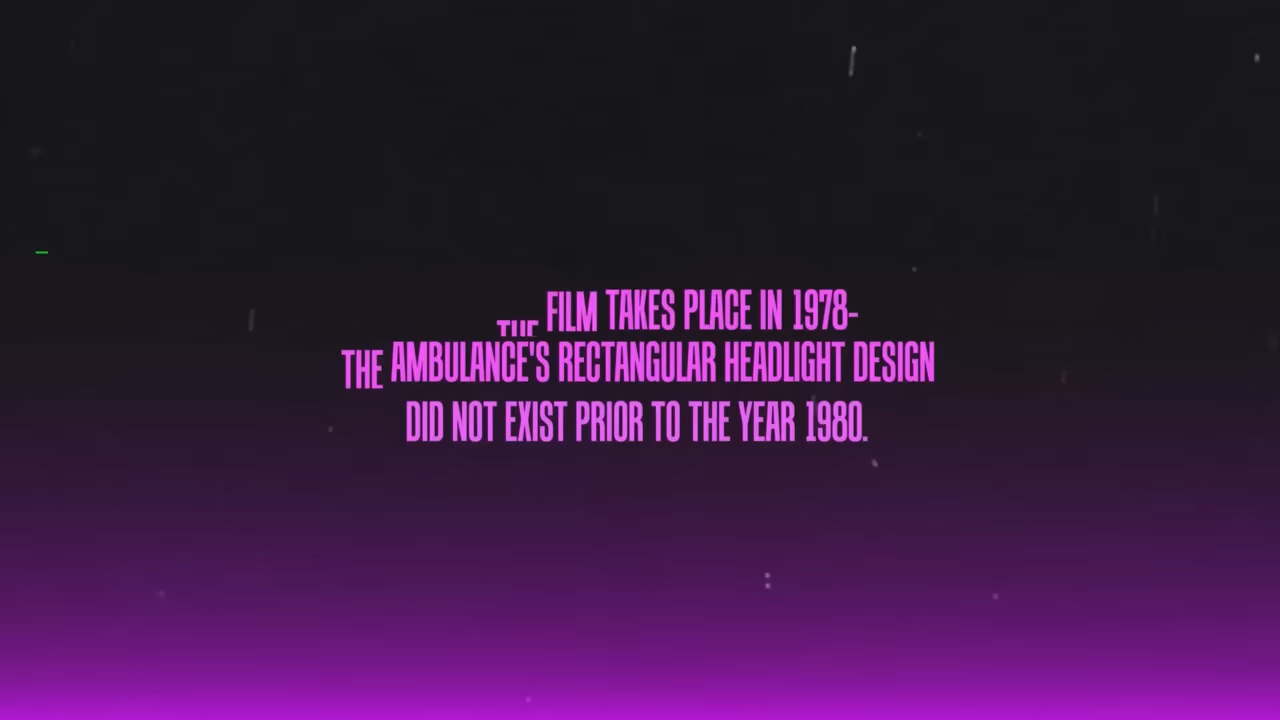 THE FILM TAKES PLACE IN 1978-
THE AMBULANCE'S RECTANGULAR HEADLIGHT DESIGN
DID NOT EXIST PRIOR TO THE YEAR 1980.